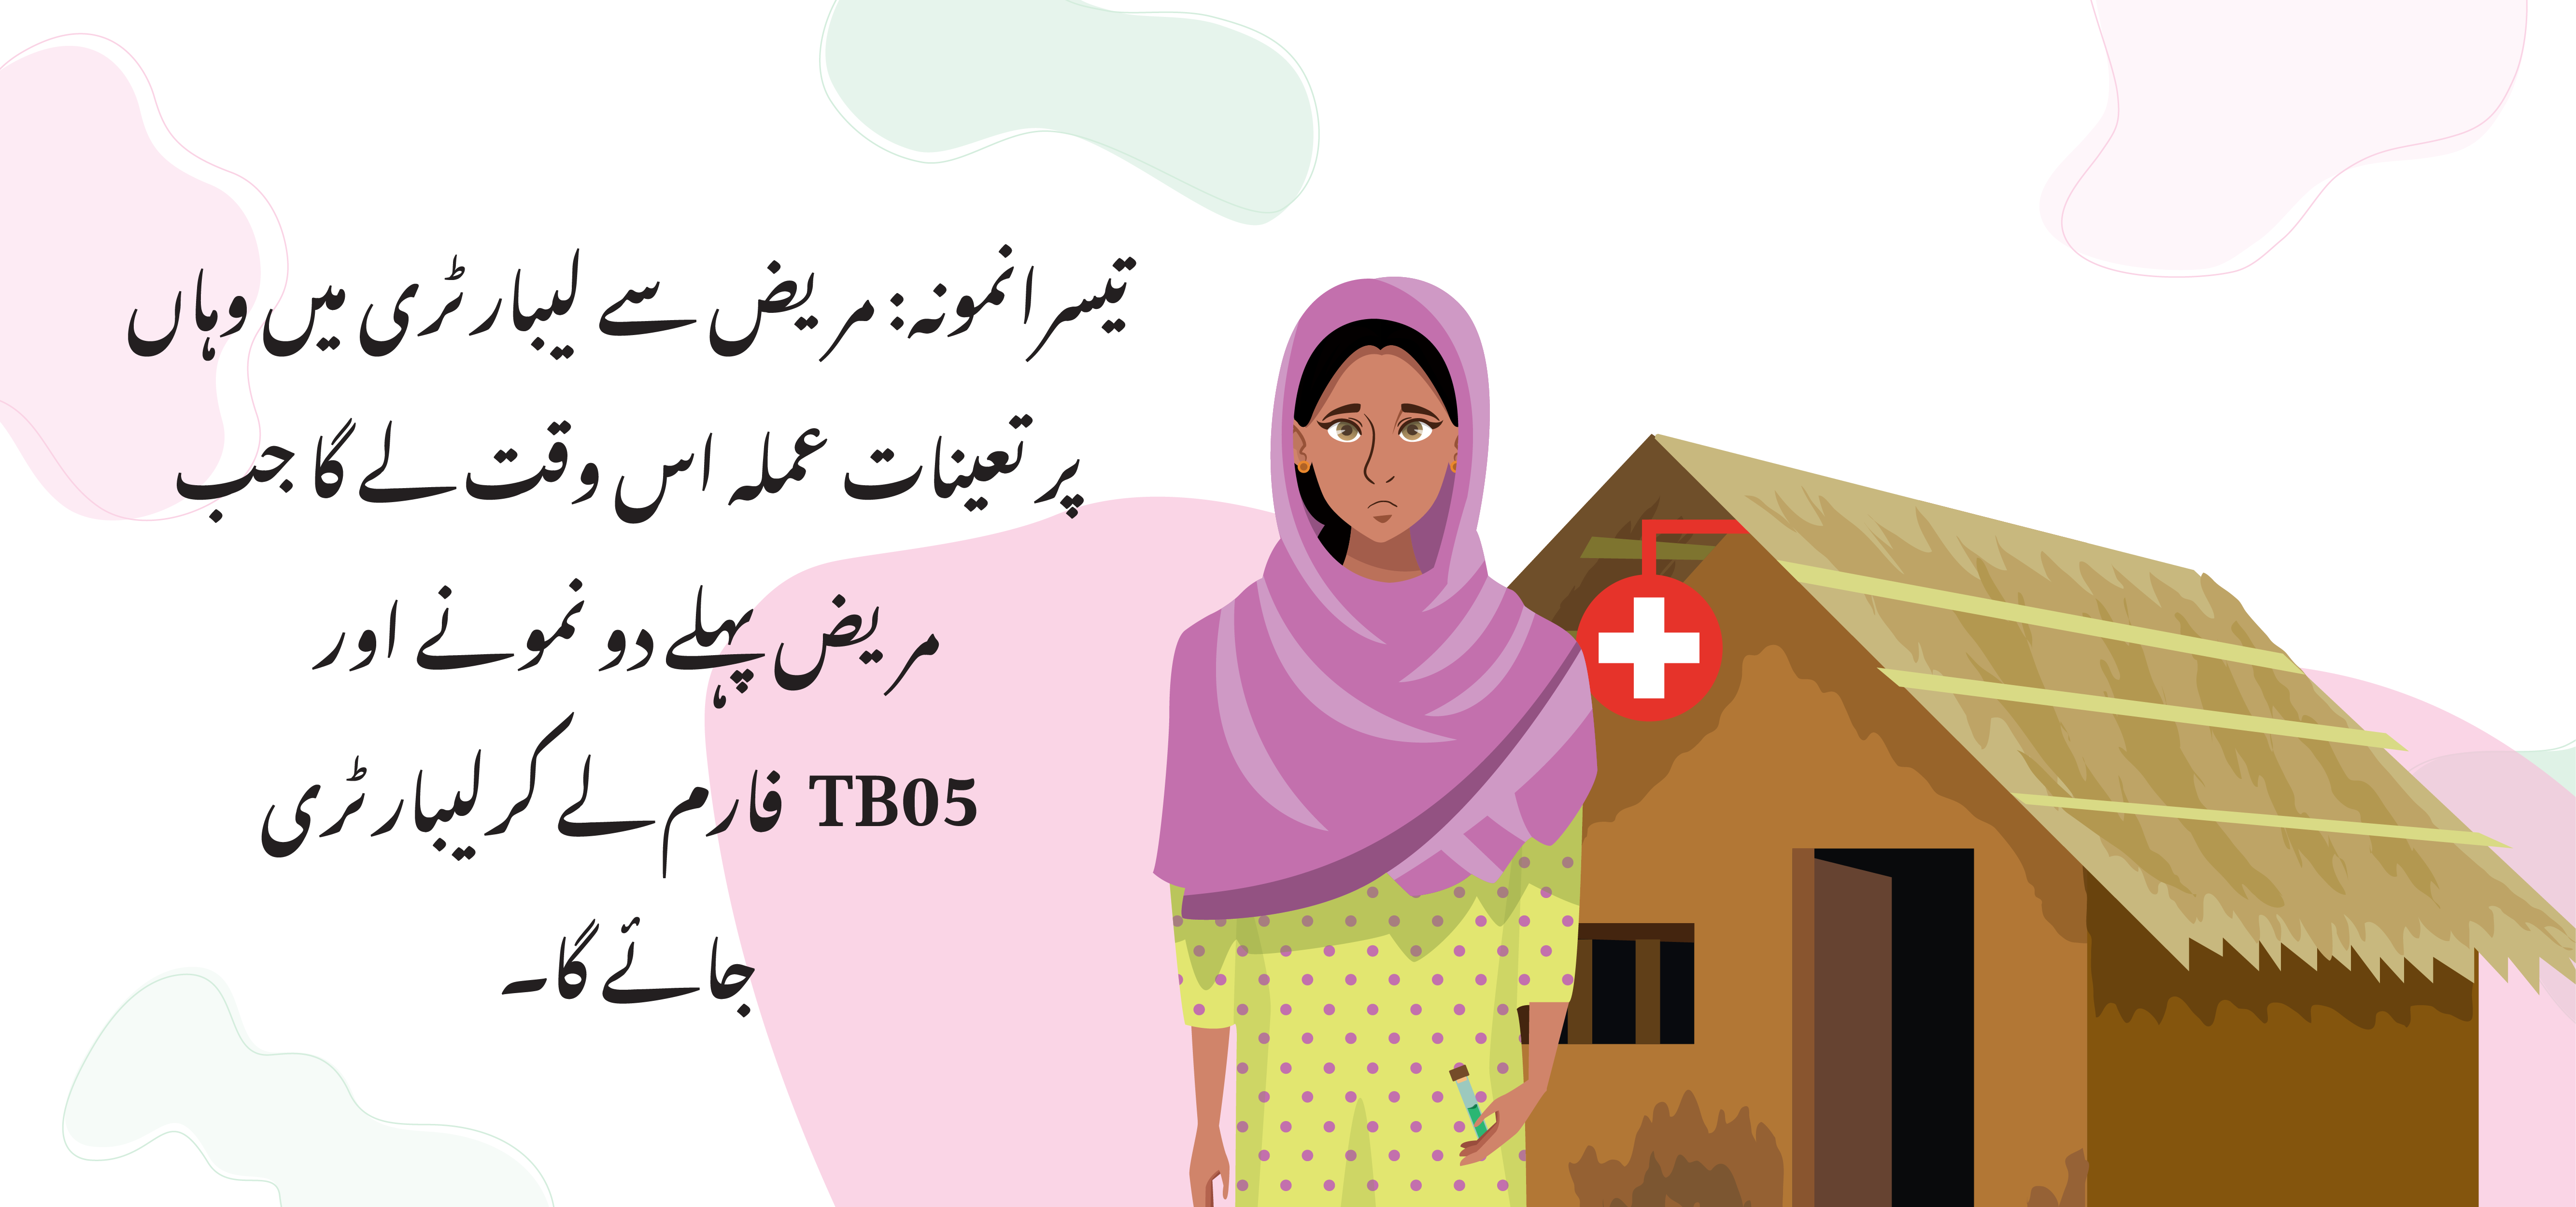 تیسرا نمونہ: مریض سے لیبارٹری میں وہاں
پر تعینات عملہ اس وقت لے گا جب
مریض پہلے دو نمونے اور
TB05 فارم لے کر لیبارٹری
جائے گا۔